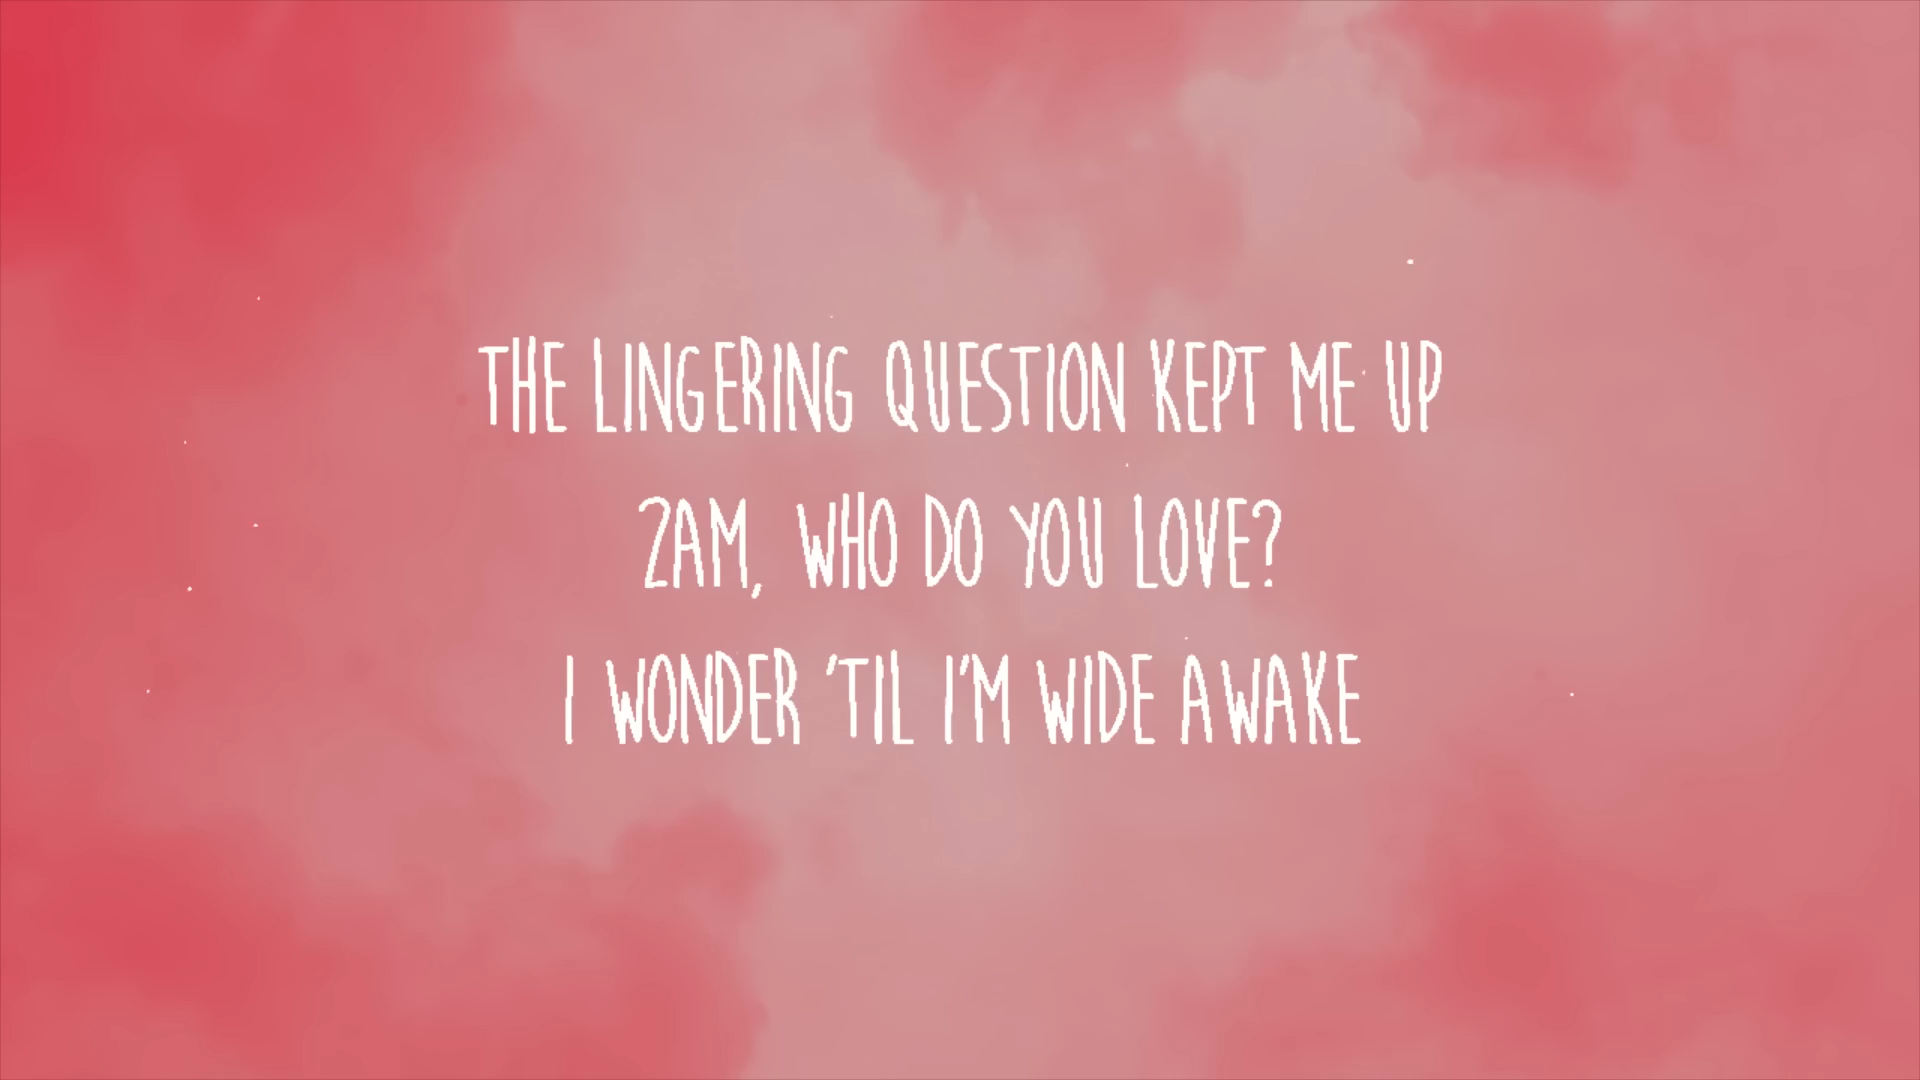 THE LINGERING QUESTION KEPT ME UP
2AM, WHO DO YOU LOVE?
I WONDER 'TIL I'M WIDE AWAKE